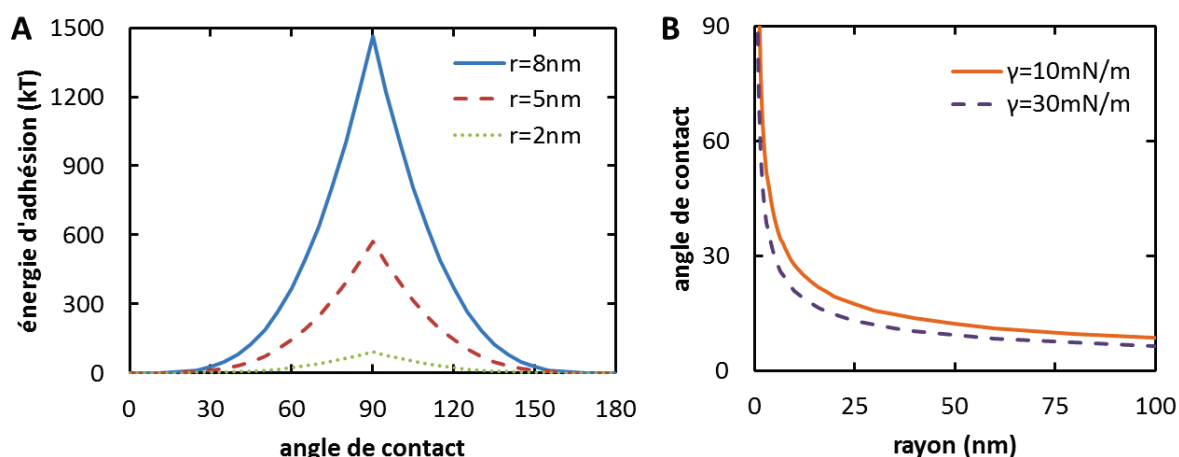 A
1500
1200
900
600
300
0
énergie d'adhésion (kT)
r=8nm
r=5nm
r=2nm
0 30 60 90 120 150 180
angle de contact
B
90
60
30
0
angle de contact
γ=10mN/m
γ=30mN/m
0 25 50 75 100
rayon (nm)